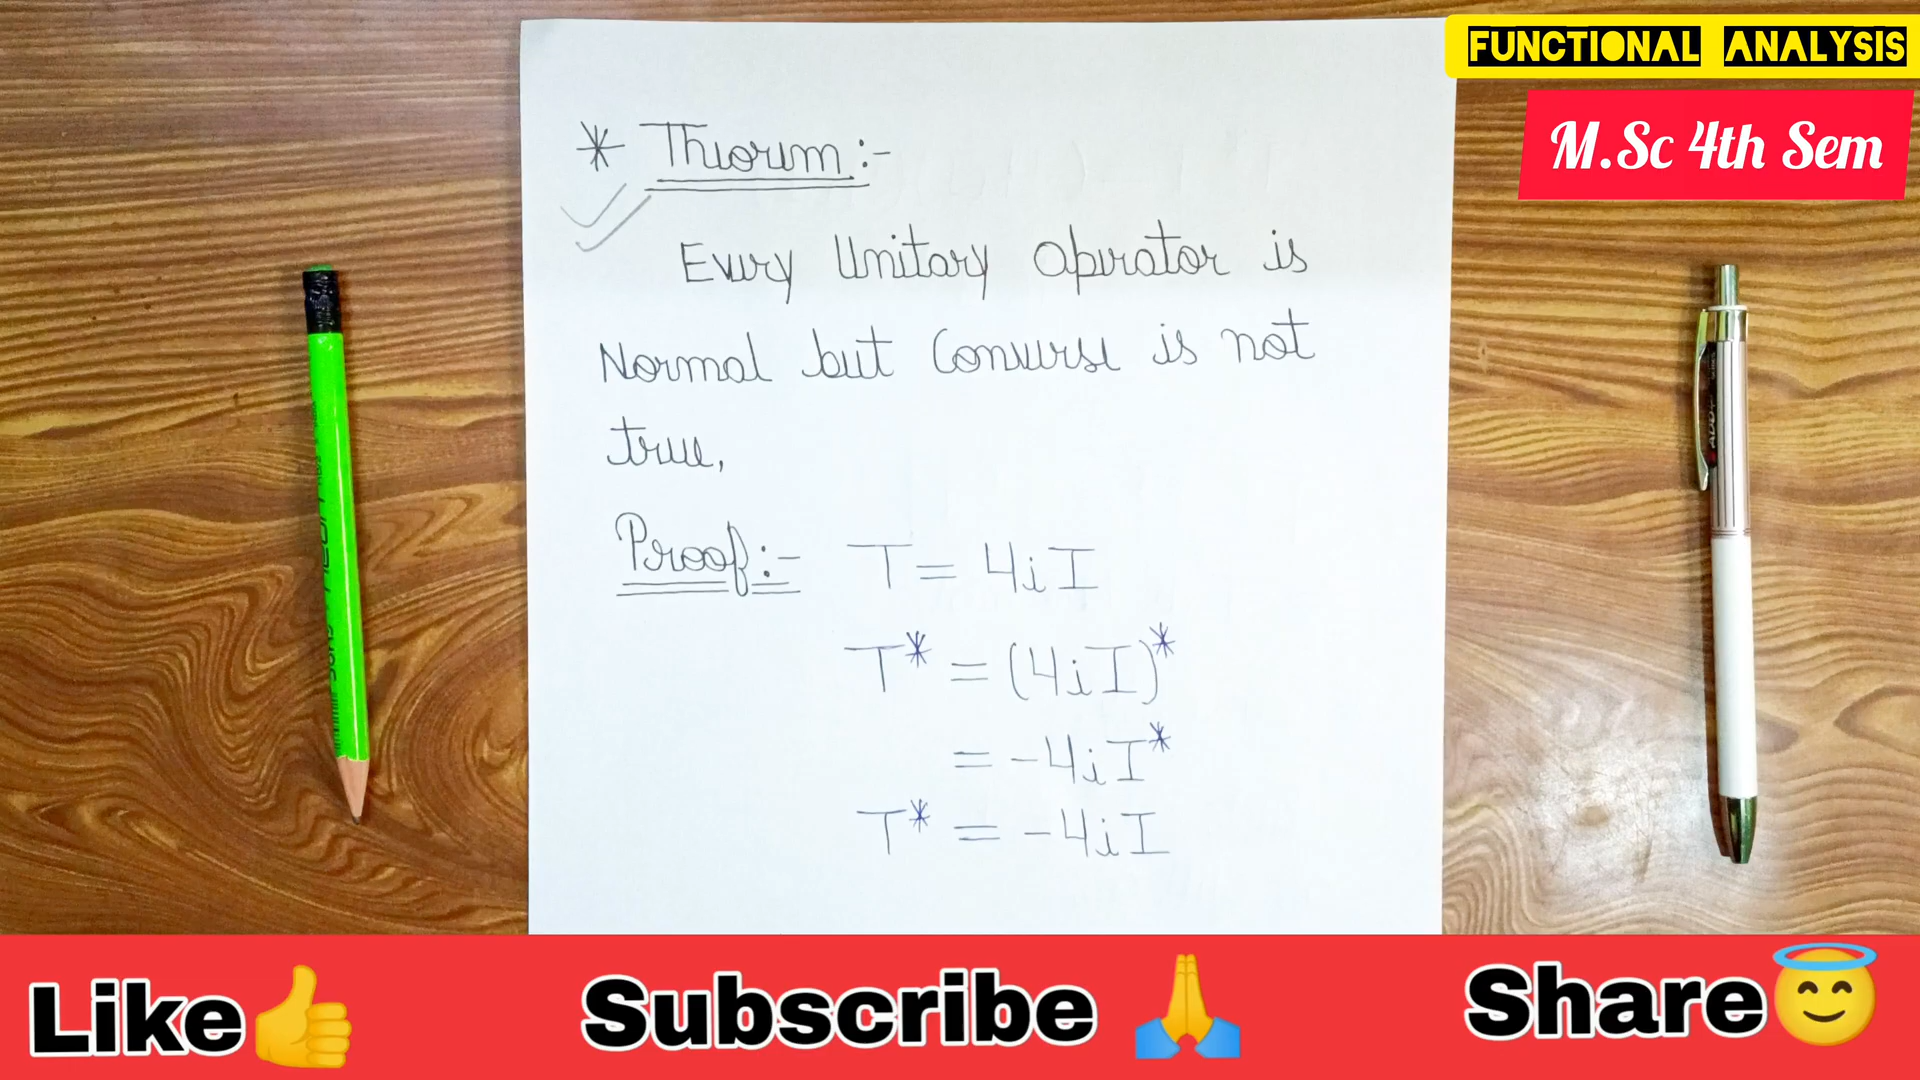 FUNCTIONAL ANALYSIS
M.Sc 4th Sem
* Theorem :-
Every Unitary operator is
Normal but Converse is not
true.
Proof :- T = 4iI
T* = (4iI)*
= -4iI*
T* = -4iI
Like👍 Subscribe 🙏 Share😇